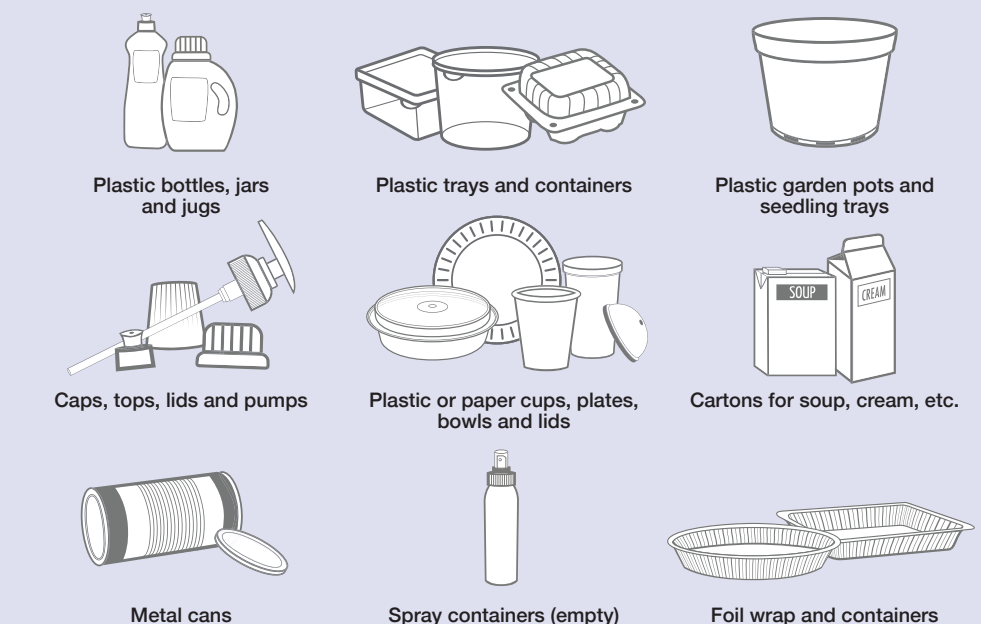 Plastic bottles, jars
and jugs
Plastic trays and containers
Plastic garden pots and
seedling trays
SOUP
CREAM
Caps, tops, lids and pumps
Plastic or paper cups, plates,
bowls and lids
Cartons for soup, cream, etc.
Metal cans
Spray containers (empty)
Foil wrap and containers